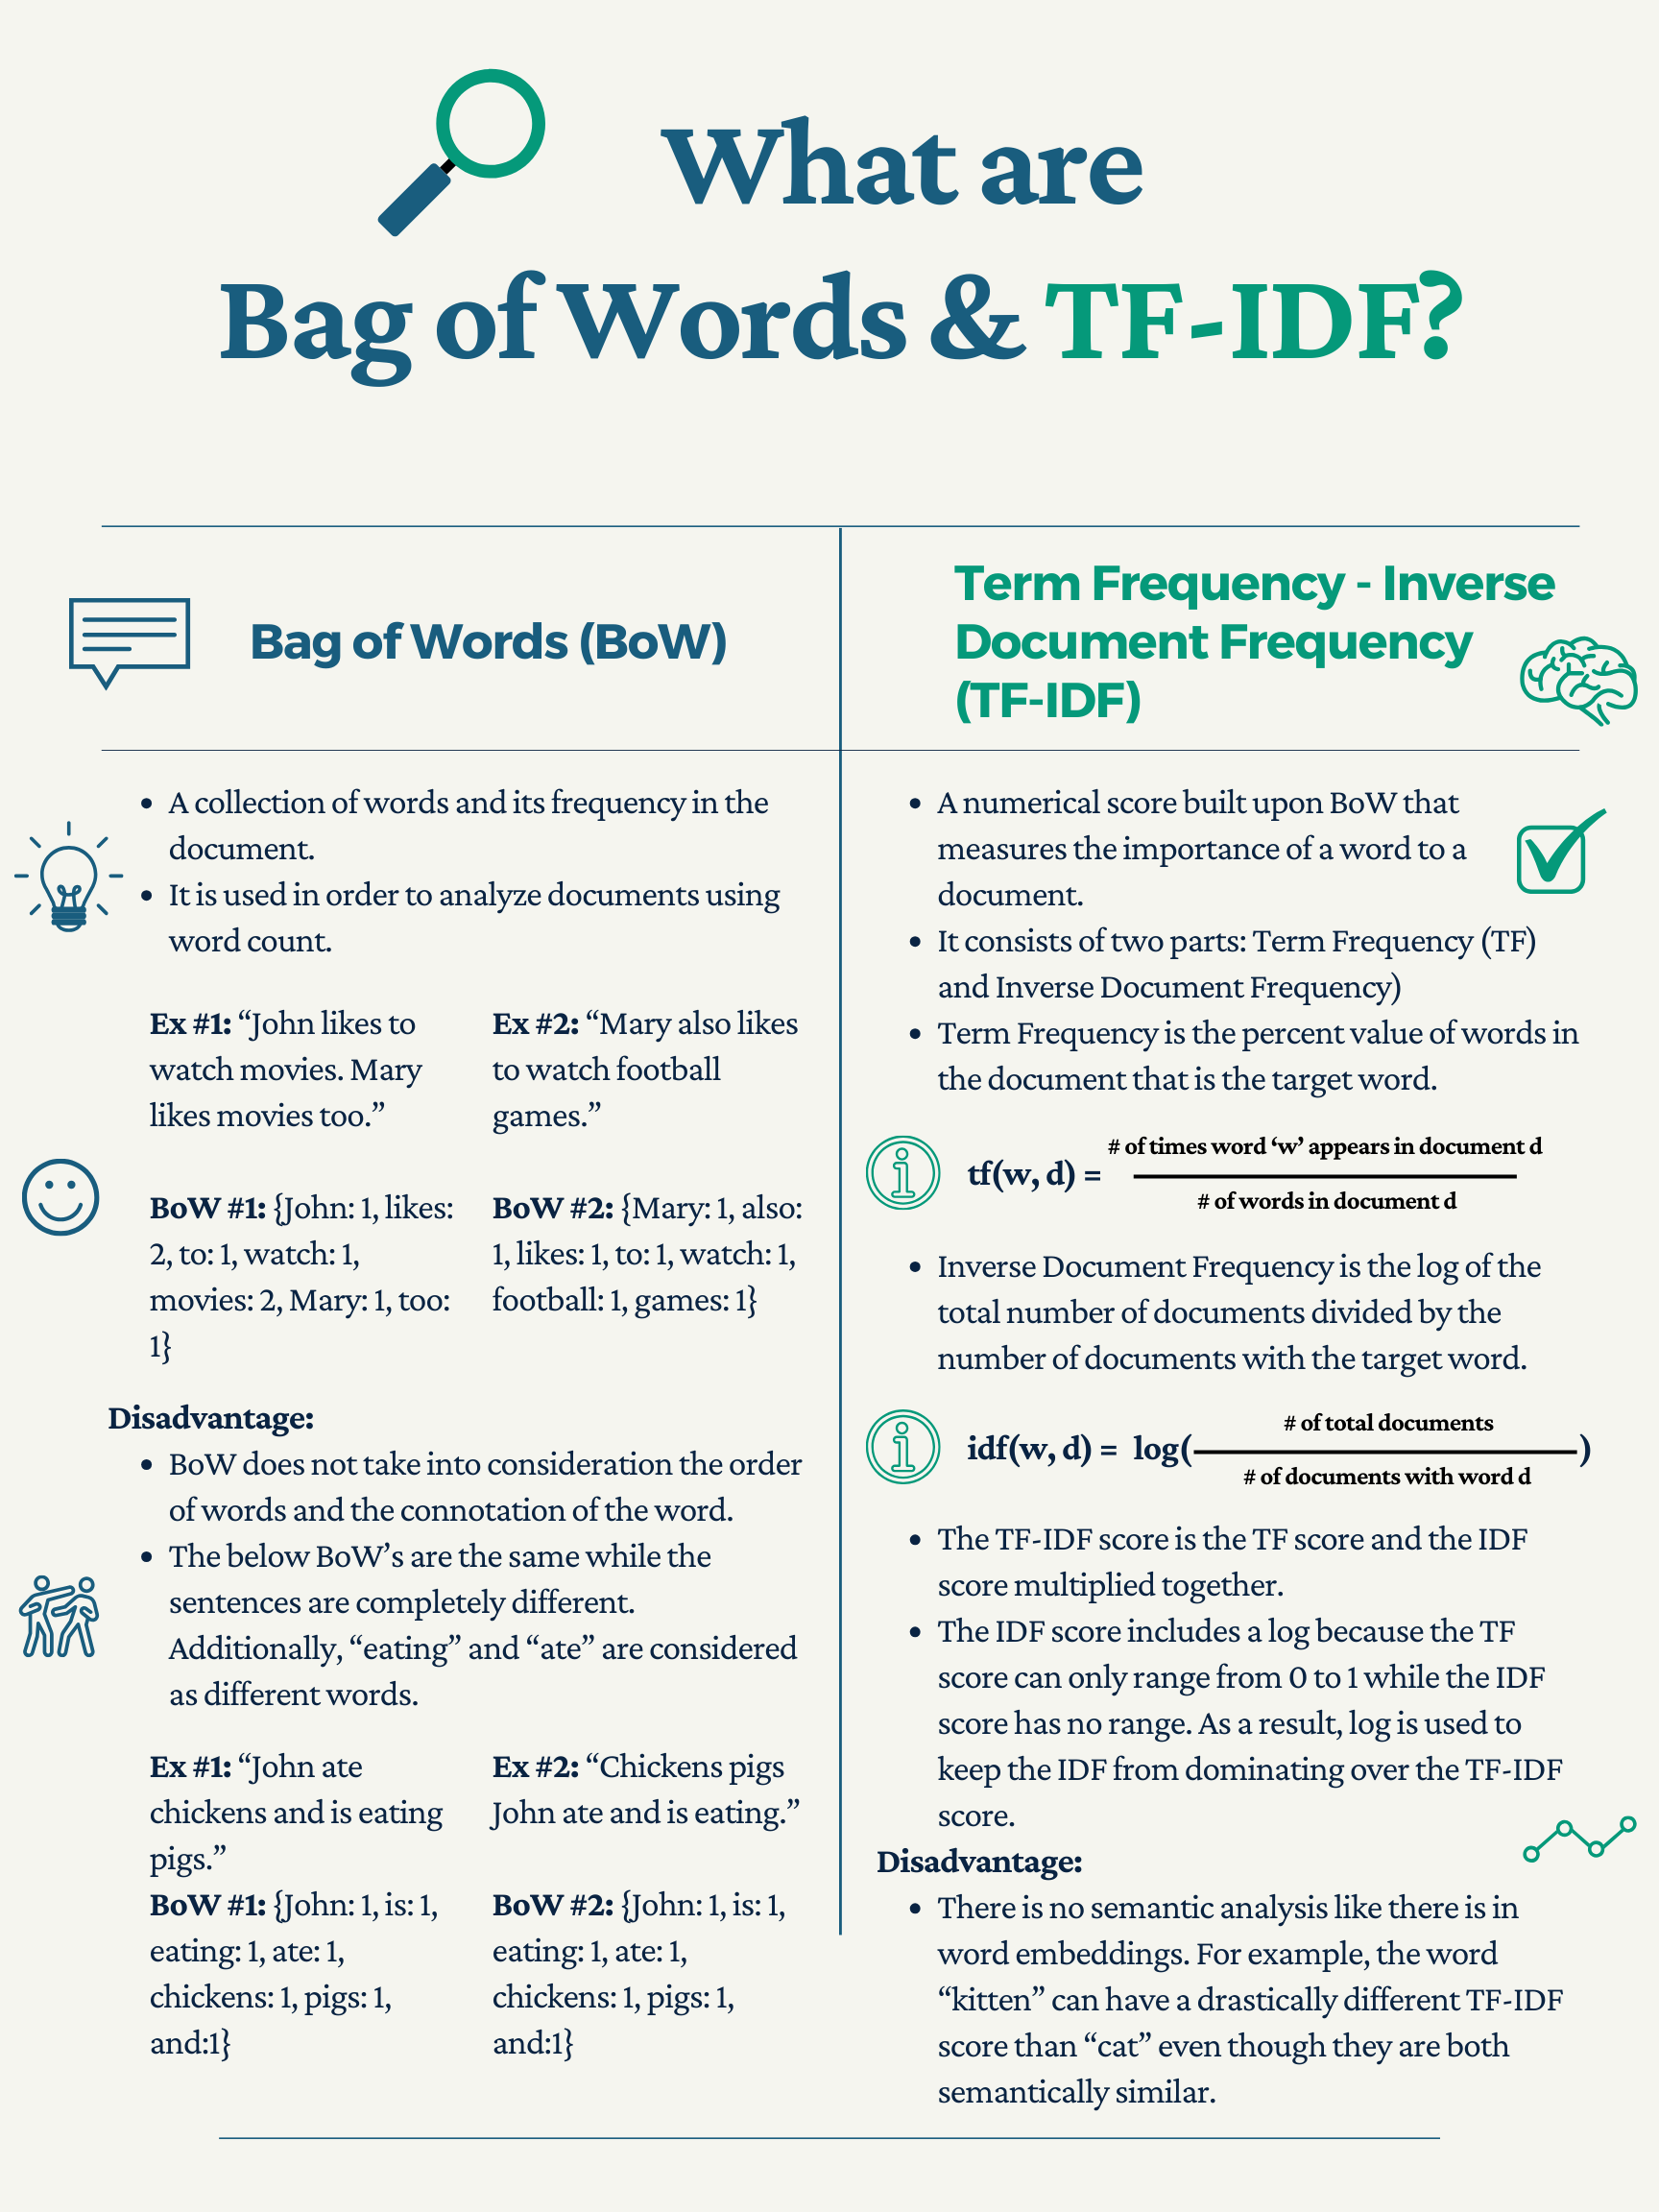 What are
Bag of Words & TF-IDF?
Bag of Words (BoW)
A collection of words and its frequency in the
document.
It is used in order to analyze documents using
word count.
Ex #1: “John likes to
watch movies. Mary
likes movies too.”
Ex #2: “Mary also likes
to watch football
games.”
BoW #1: {John: 1, likes:
2, to: 1, watch: 1,
movies: 2, Mary: 1, too:
1}
BoW #2: {Mary: 1, also:
1, likes: 1, to: 1, watch: 1,
football: 1, games: 1}
Disadvantage:
BoW does not take into consideration the order
of words and the connotation of the word.
The below BoW’s are the same while the
sentences are completely different.
Additionally, “eating” and “ate” are considered
as different words.
Ex #1: “John ate
chickens and is eating
pigs.”
Ex #2: “Chickens pigs
John ate and is eating.”
BoW #1: {John: 1, is: 1,
eating: 1, ate: 1,
chickens: 1, pigs: 1,
and:1}
BoW #2: {John: 1, is: 1,
eating: 1, ate: 1,
chickens: 1, pigs: 1,
and:1}
Term Frequency - Inverse
Document Frequency
(TF-IDF)
A numerical score built upon BoW that
measures the importance of a word to a
document.
It consists of two parts: Term Frequency (TF)
and Inverse Document Frequency)
Term Frequency is the percent value of words in
the document that is the target word.
# of times word ‘w’ appears in document d
tf(w, d) =
# of words in document d
Inverse Document Frequency is the log of the
total number of documents divided by the
number of documents with the target word.
# of total documents
idf(w, d) = log( )
# of documents with word d
The TF-IDF score is the TF score and the IDF
score multiplied together.
The IDF score includes a log because the TF
score can only range from 0 to 1 while the IDF
score has no range. As a result, log is used to
keep the IDF from dominating over the TF-IDF
score.
Disadvantage:
There is no semantic analysis like there is in
word embeddings. For example, the word
“kitten” can have a drastically different TF-IDF
score than “cat” even though they are both
semantically similar.